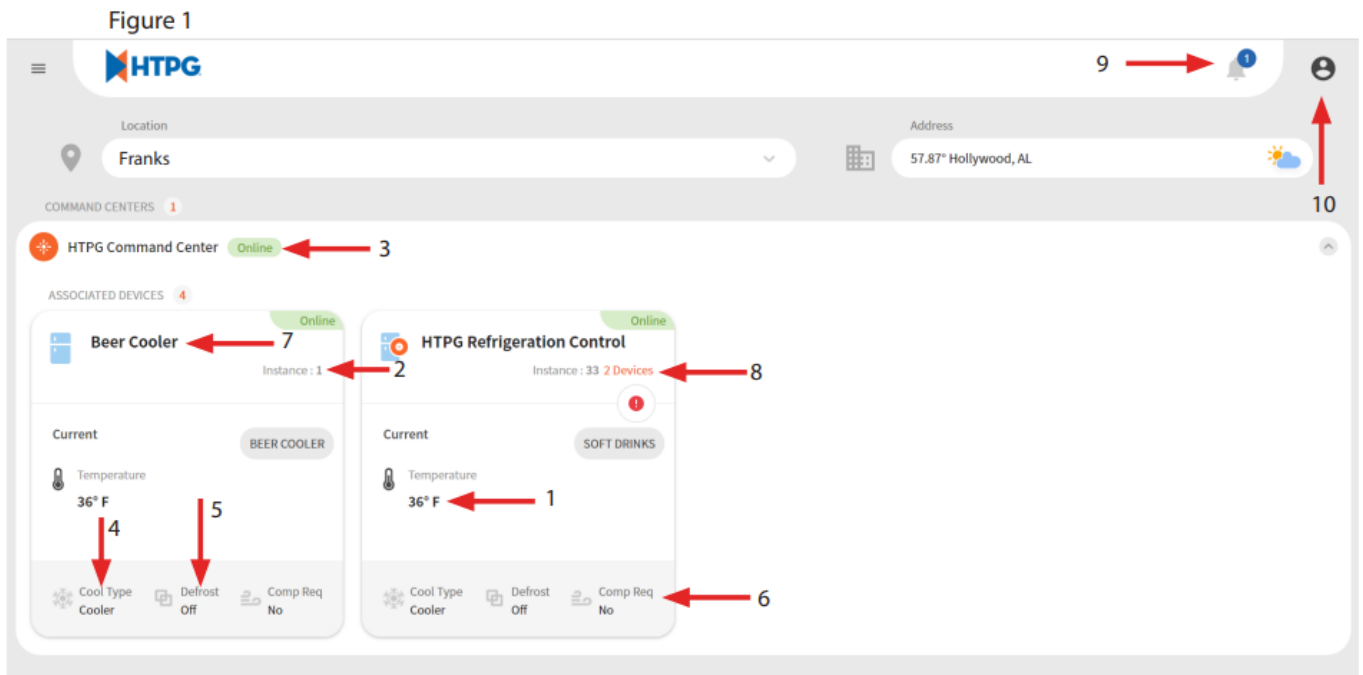 Figure 1
HTPG
9
1
Location
Franks
Address
57.87° Hollywood, AL
10
COMMAND CENTERS 1
HTPG Command Center Online
3
ASSOCIATED DEVICES 4
Online
Beer Cooler
7
Instance : 1
2
Current
BEER COOLER
Temperature
36° F
4
5
Cool Type
Cooler
Defrost
Off
Comp Req
No
Online
HTPG Refrigeration Control
Instance : 33 2 Devices
8
Current
SOFT DRINKS
Temperature
36° F
1
Cool Type
Cooler
Defrost
Off
Comp Req
No
6